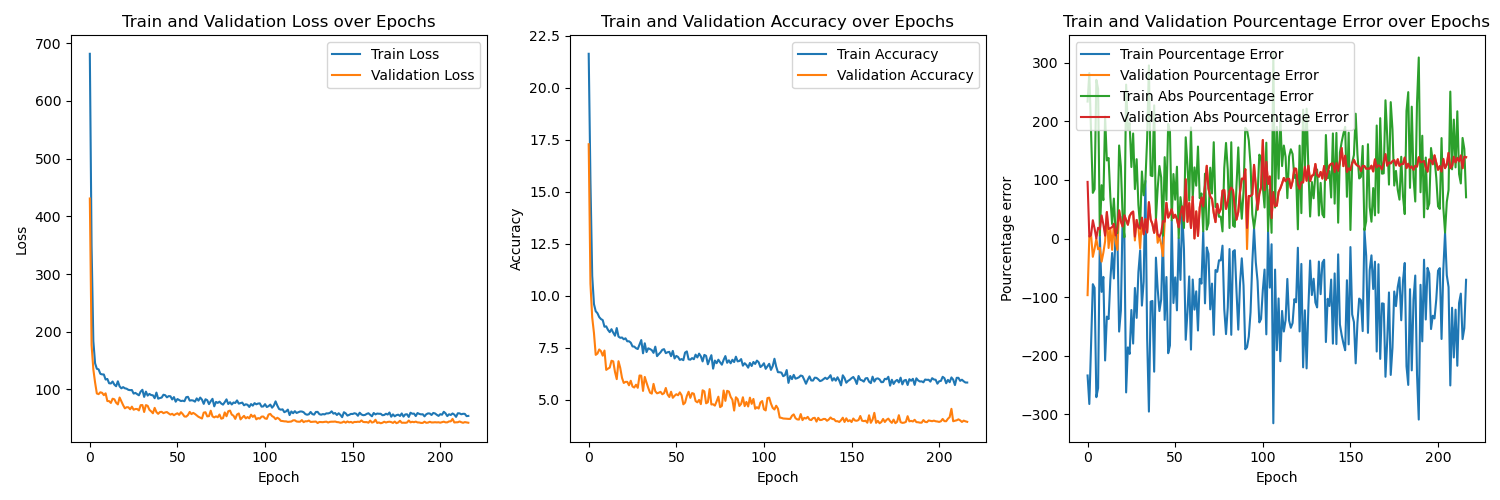 Train and Validation Loss over Epochs
700
600
500
400
300
200
100
0
50
100
150
200
Loss
Epoch
Train Loss
Validation Loss
Train and Validation Accuracy over Epochs
22.5
20.0
17.5
15.0
12.5
10.0
7.5
5.0
0
50
100
150
200
Accuracy
Epoch
Train Accuracy
Validation Accuracy
Train and Validation Pourcentage Error over Epochs
300
200
100
0
−100
−200
−300
0
50
100
150
200
Pourcentage error
Epoch
Train Pourcentage Error
Validation Pourcentage Error
Train Abs Pourcentage Error
Validation Abs Pourcentage Error